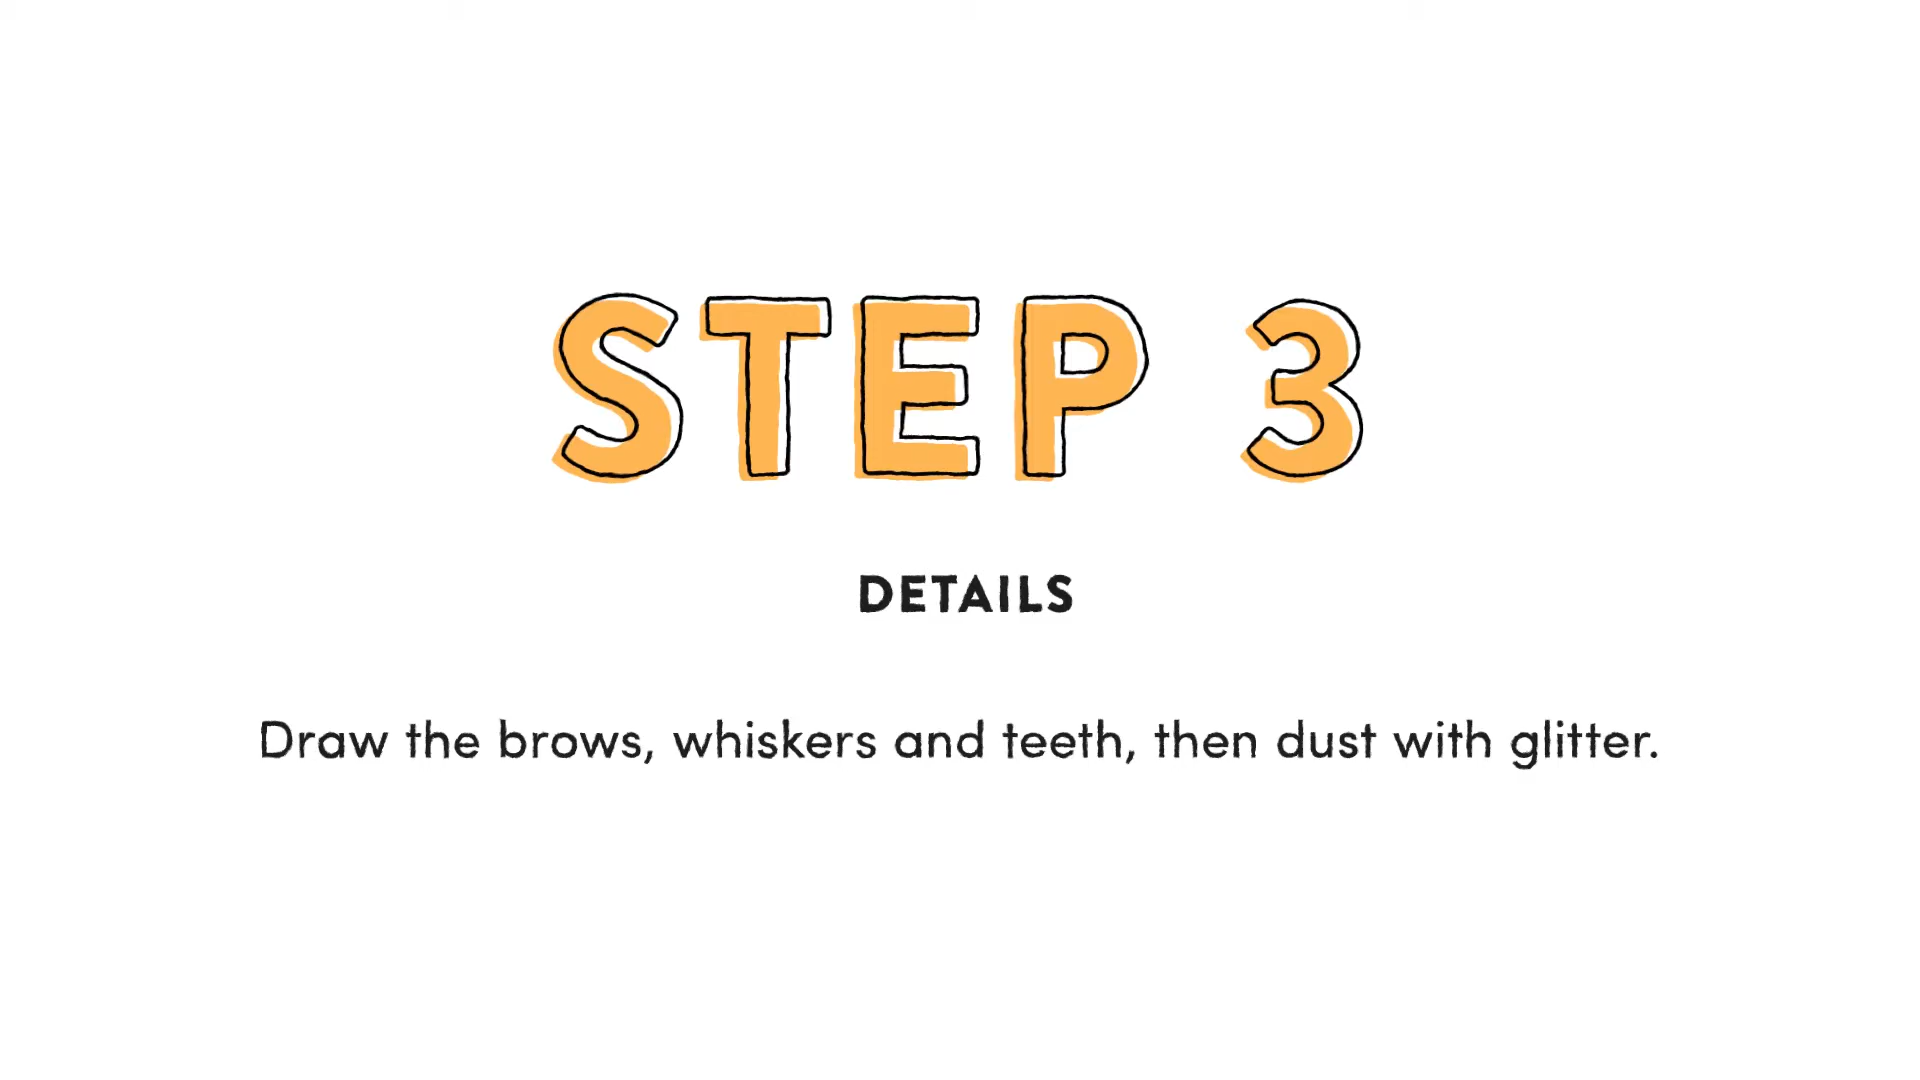 STEP 3
DETAILS
Draw the brows, whiskers and teeth, then dust with glitter.